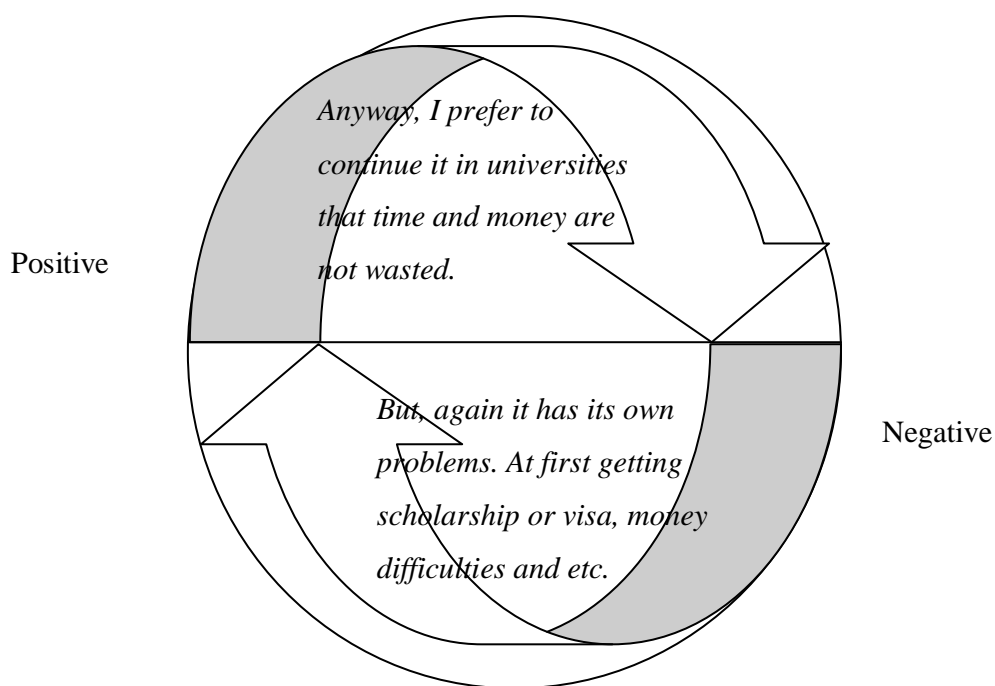 Anyway, I prefer to
continue it in universities
that time and money are
not wasted.
Positive
But, again it has its own
problems. At first getting
scholarship or visa, money
difficulties and etc.
Negative